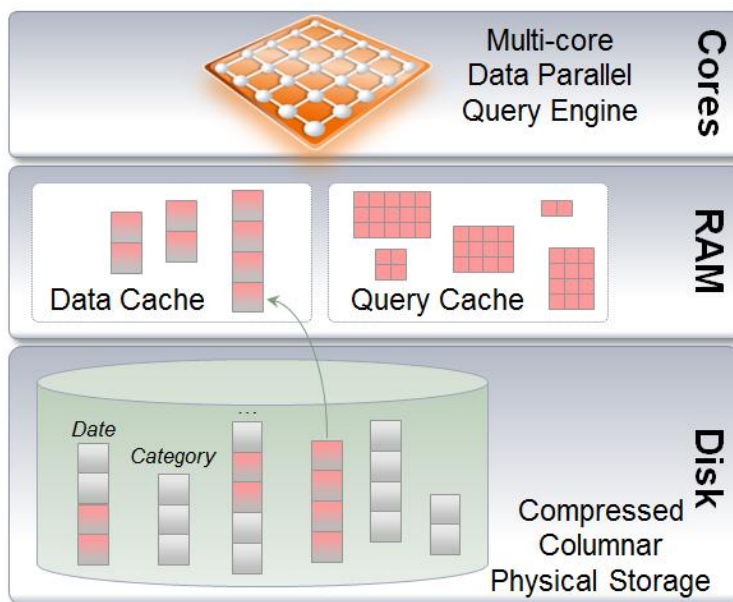 Multi-core
Data Parallel
Query Engine
Cores
Data Cache
Query Cache
RAM
...
Date
Category
Compressed
Columnar
Physical Storage
Disk